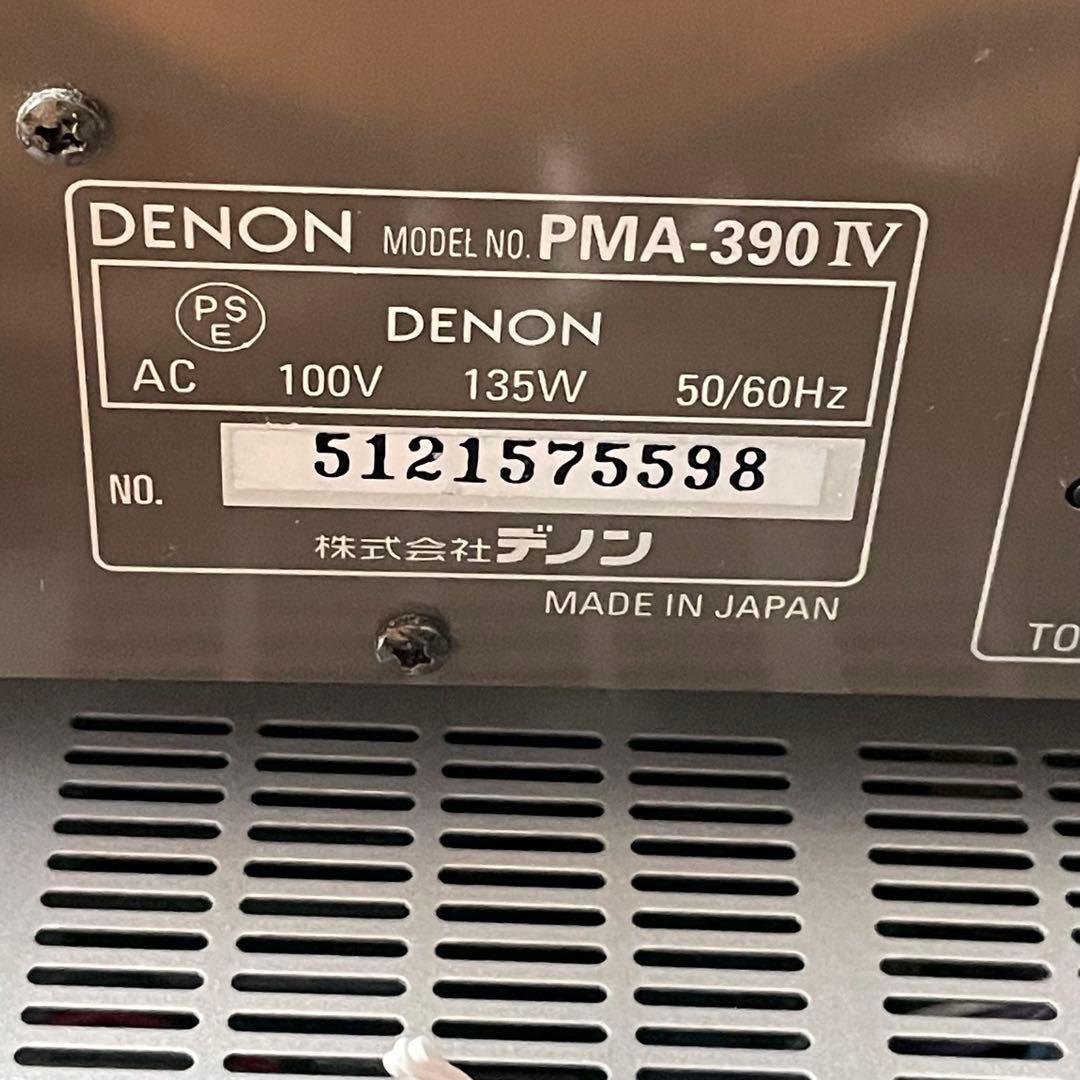 DENON MODEL NO. PMA-390 IV
PSE DENON
AC 100V 135W 50/60Hz
NO. 5121575598
株式会社デノン
MADE IN JAPAN
TO